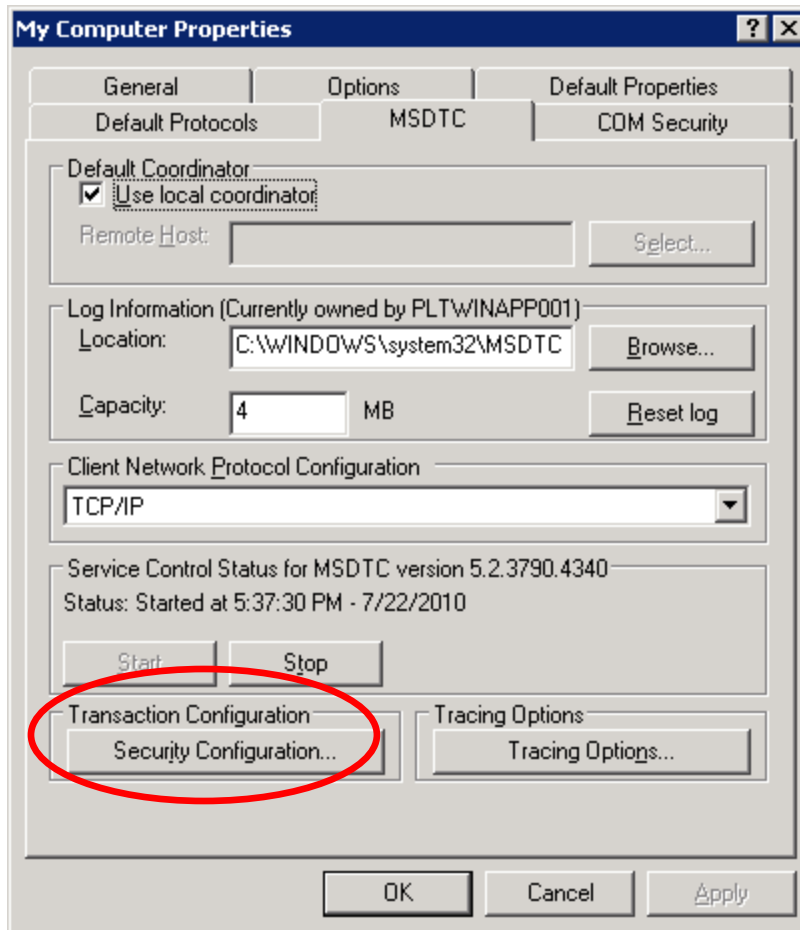 My Computer Properties
General Options Default Properties
Default Protocols MSDTC COM Security
Default Coordinator
Use local coordinator
Remote Host: Select...
Log Information (Currently owned by PLTWINAPP001)
Location: C:\WINDOWS\system32\MSDTC Browse...
Capacity: 4 MB Reset log
Client Network Protocol Configuration
TCP/IP
Service Control Status for MSDTC version 5.2.3790.4340
Status: Started at 5:37:30 PM - 7/22/2010
Start Stop
Transaction Configuration Tracing Options
Security Configuration... Tracing Options...
OK Cancel Apply